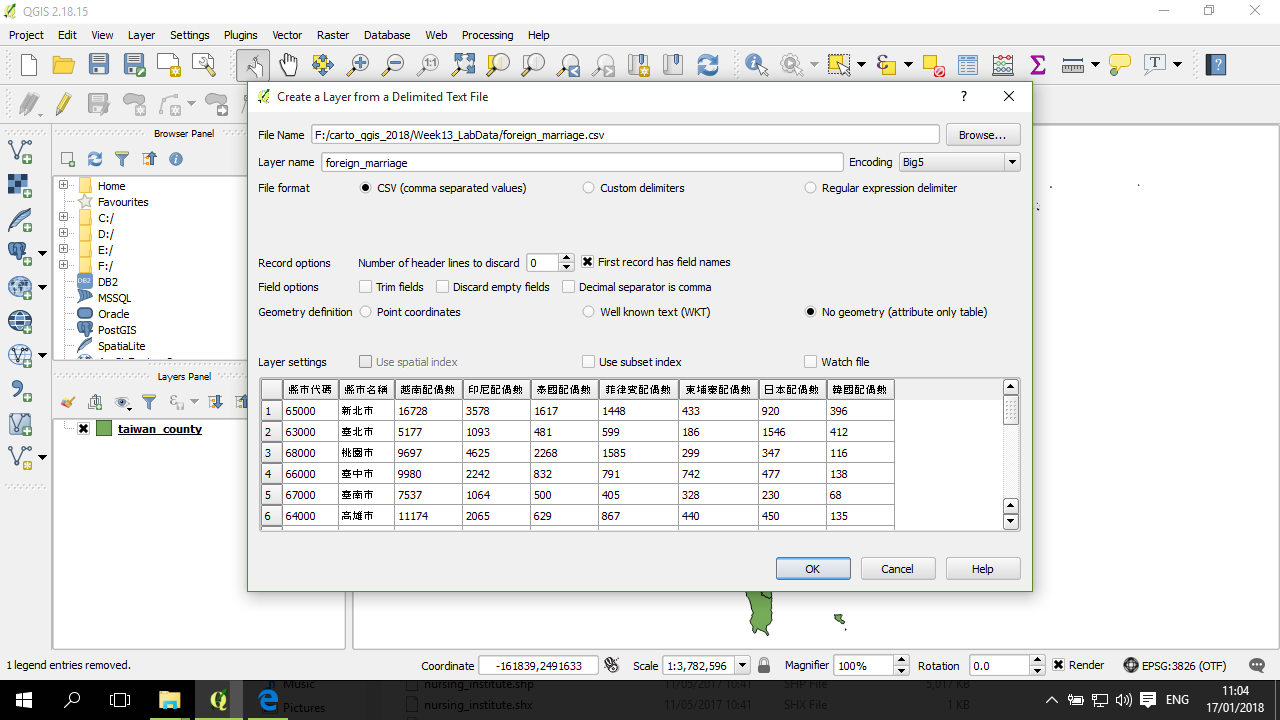 QGIS 2.18.15
Project Edit View Layer Settings Plugins Vector Raster Database Web Processing Help
Create a Layer from a Delimited Text File ?
File Name F:/carto_qgis_2018/Week13_LabData/foreign_marriage.csv Browse...
Layer name foreign_marriage Encoding Big5
File format CSV (comma separated values) Custom delimiters Regular expression delimiter
Record options Number of header lines to discard 0 First record has field names
Field options Trim fields Discard empty fields Decimal separator is comma
Geometry definition Point coordinates Well known text (WKT) No geometry (attribute only table)
Layer settings Use spatial index Use subset index Watch file
縣市代碼 縣市名稱 越南配偶數 印尼配偶數 泰國配偶數 菲律賓配偶數 柬埔寨配偶數 日本配偶數 韓國配偶數
1 65000 新北市 16728 3578 1617 1448 433 920 396
2 63000 臺北市 5177 1093 481 599 186 1546 412
3 68000 桃園市 9697 4625 2268 1585 299 347 116
4 66000 臺中市 9980 2242 832 791 742 477 138
5 67000 臺南市 7537 1064 500 405 328 230 68
6 64000 高雄市 11174 2065 629 867 440 450 135
OK Cancel Help
Browser Panel
Home
Favourites
C:/
D:/
E:/
F:/
DB2
MSSQL
Oracle
PostGIS
SpatiaLite
Layers Panel
taiwan_county
1 legend entries removed. Coordinate -161839,2491633 Scale 1:3,782,596 Magnifier 100% Rotation 0.0 Render EPSG:3826 (OTF)
Music nursing_institute.shp 11/05/2017 10:41 SHP File 5,017 KB
Pictures nursing_institute.shx 11/05/2017 10:41 SHX File 1 KB
ENG 11:04
17/01/2018